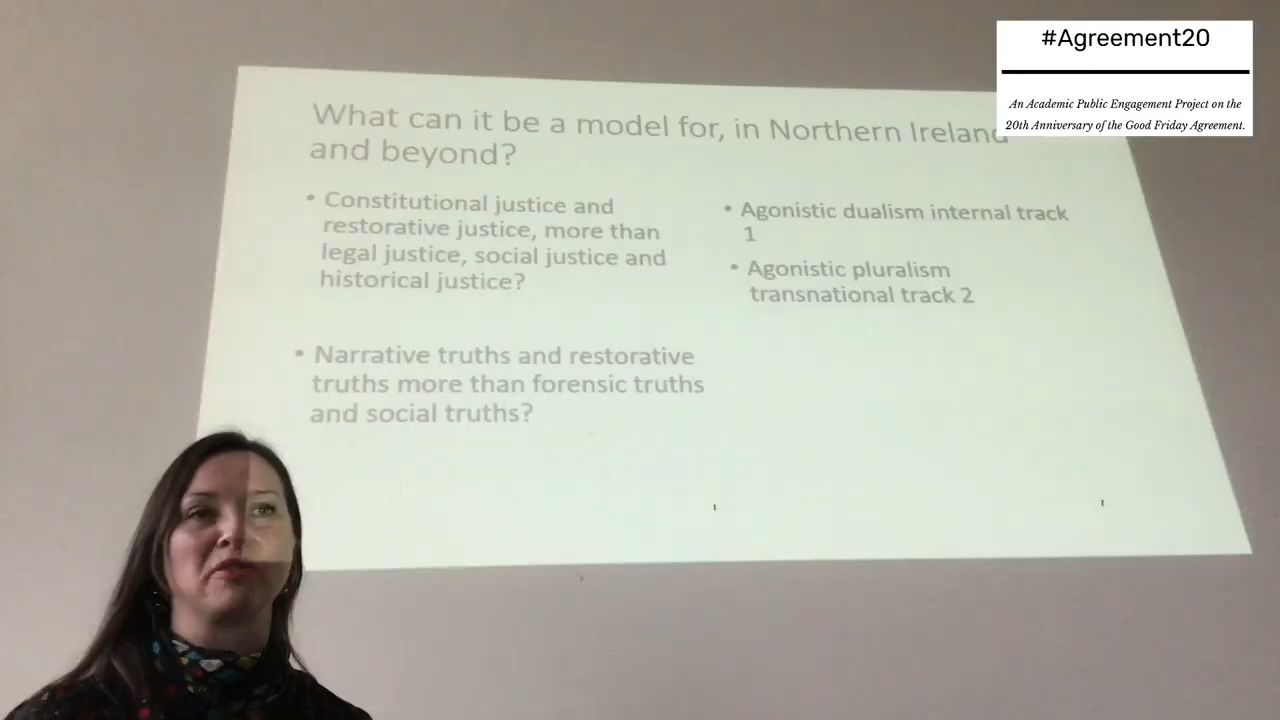 #Agreement20
An Academic Public Engagement Project on the
20th Anniversary of the Good Friday Agreement.
What can it be a model for, in Northern Ireland
and beyond?
• Constitutional justice and
restorative justice, more than
legal justice, social justice and
historical justice?
• Narrative truths and restorative
truths more than forensic truths
and social truths?
• Agonistic dualism internal track
1
• Agonistic pluralism
transnational track 2